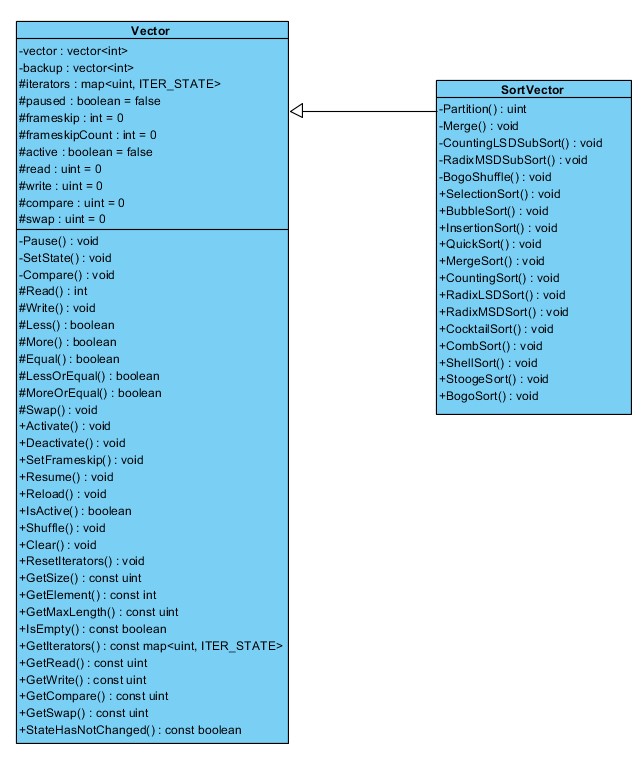 Vector
-vector : vector<int>
-backup : vector<int>
#iterators : map<uint, ITER_STATE>
#paused : boolean = false
#frameskip : int = 0
#frameskipCount : int = 0
#active : boolean = false
#read : uint = 0
#write : uint = 0
#compare : uint = 0
#swap : uint = 0
-Pause() : void
-SetState() : void
-Compare() : void
#Read() : int
#Write() : void
#Less() : boolean
#More() : boolean
#Equal() : boolean
#LessOrEqual() : boolean
#MoreOrEqual() : boolean
#Swap() : void
+Activate() : void
+Deactivate() : void
+SetFrameskip() : void
+Resume() : void
+Reload() : void
+IsActive() : boolean
+Shuffle() : void
+Clear() : void
+ResetIterators() : void
+GetSize() : const uint
+GetElement() : const int
+GetMaxLength() : const uint
+IsEmpty() : const boolean
+GetIterators() : const map<uint, ITER_STATE>
+GetRead() : const uint
+GetWrite() : const uint
+GetCompare() : const uint
+GetSwap() : const uint
+StateHasNotChanged() : const boolean
SortVector
-Partition() : uint
-Merge() : void
-CountingLSDSubSort() : void
-RadixMSDSubSort() : void
-BogoShuffle() : void
+SelectionSort() : void
+BubbleSort() : void
+InsertionSort() : void
+QuickSort() : void
+MergeSort() : void
+CountingSort() : void
+RadixLSDSort() : void
+RadixMSDSort() : void
+CocktailSort() : void
+CombSort() : void
+ShellSort() : void
+StoogeSort() : void
+BogoSort() : void